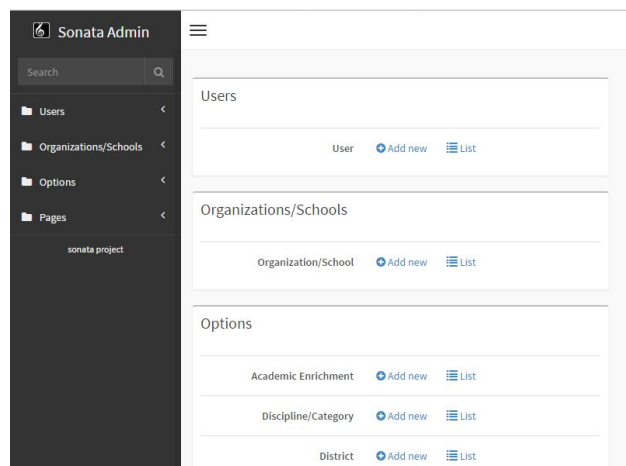 Sonata Admin
Search
Users
Organizations/Schools
Options
Pages
sonata project
Users
User Add new List
Organizations/Schools
Organization/School Add new List
Options
Academic Enrichment Add new List
Discipline/Category Add new List
District Add new List